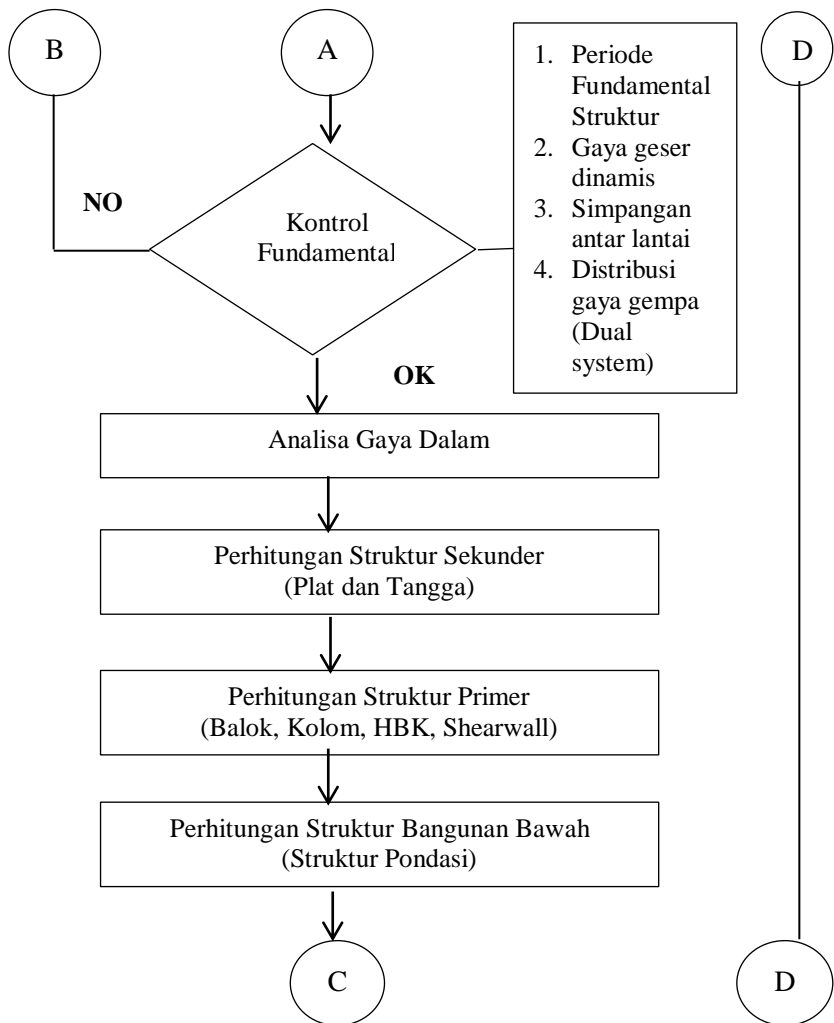 B
A
D
1. Periode
Fundamental
Struktur
2. Gaya geser
dinamis
3. Simpangan
antar lantai
4. Distribusi
gaya gempa
(Dual
system)
NO
Kontrol
Fundamental
OK
Analisa Gaya Dalam
Perhitungan Struktur Sekunder
(Plat dan Tangga)
Perhitungan Struktur Primer
(Balok, Kolom, HBK, Shearwall)
Perhitungan Struktur Bangunan Bawah
(Struktur Pondasi)
C
D